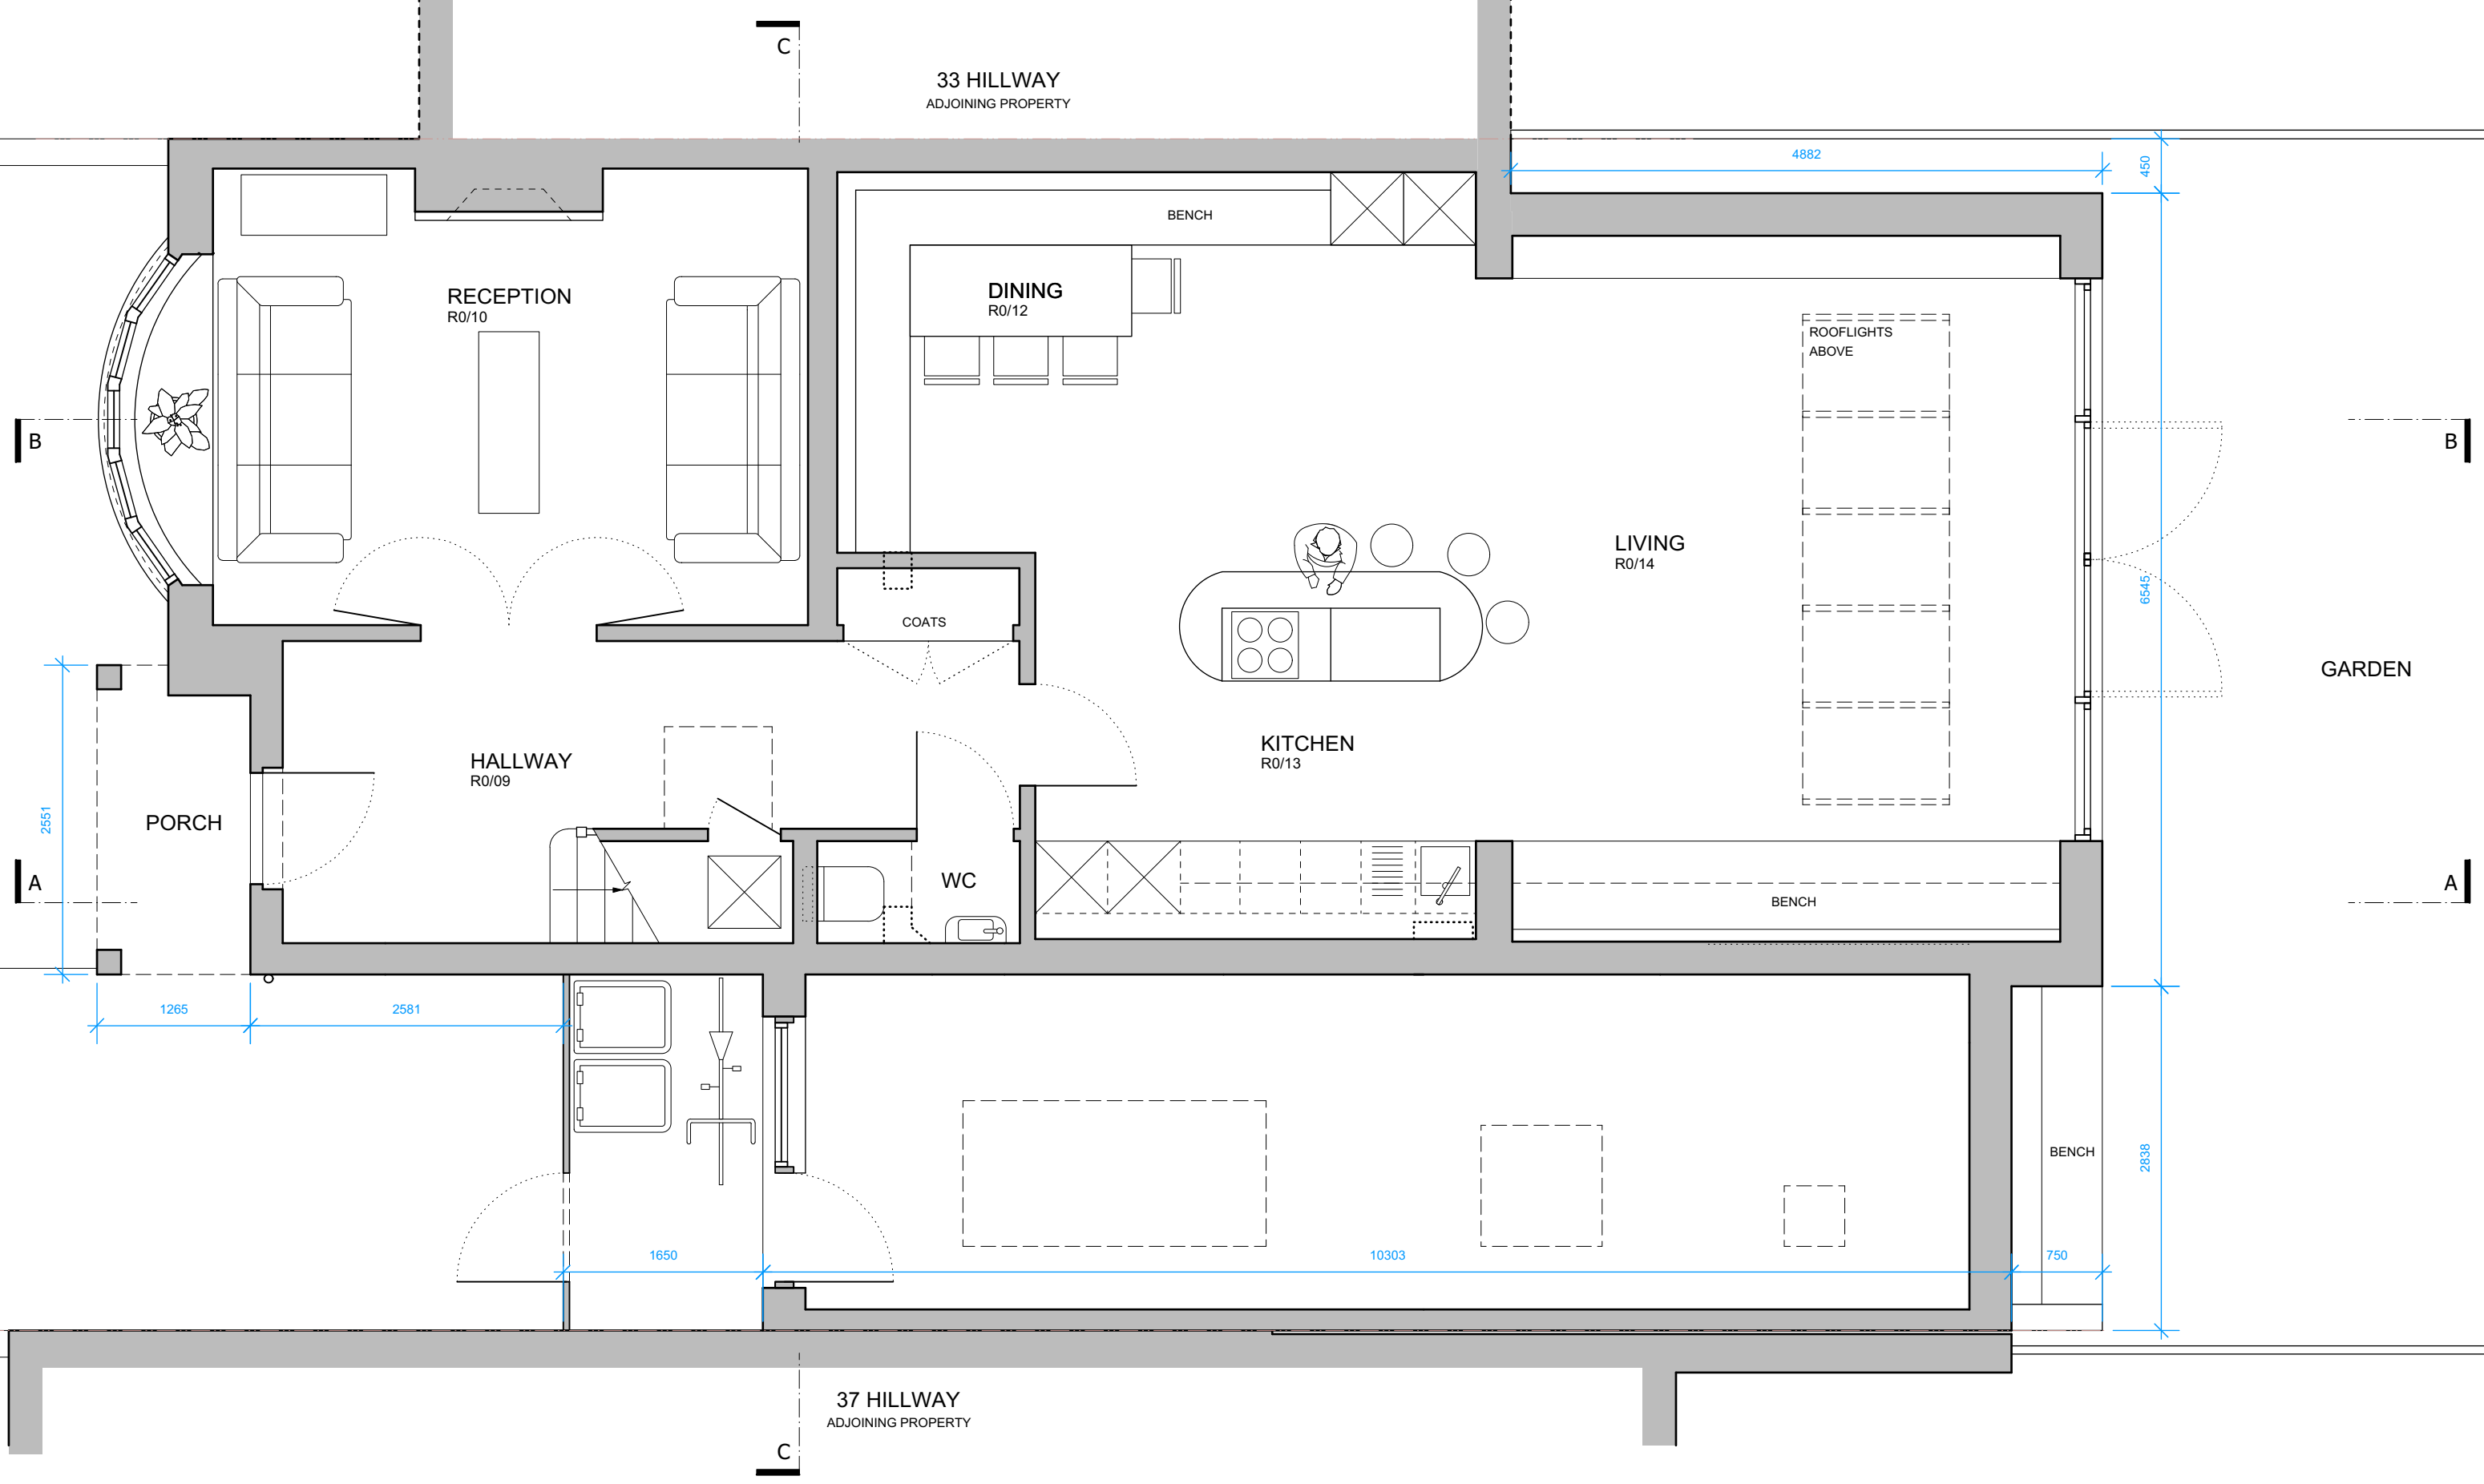 C
33 HILLWAY
ADJOINING PROPERTY
4882
450
BENCH
RECEPTION
R0/10
DINING
R0/12
ROOFLIGHTS
ABOVE
B
B
LIVING
R0/14
6545
COATS
GARDEN
HALLWAY
R0/09
KITCHEN
R0/13
PORCH
2551
A
WC
BENCH
A
1265
2581
BENCH
2838
1650
10303
750
37 HILLWAY
ADJOINING PROPERTY
C